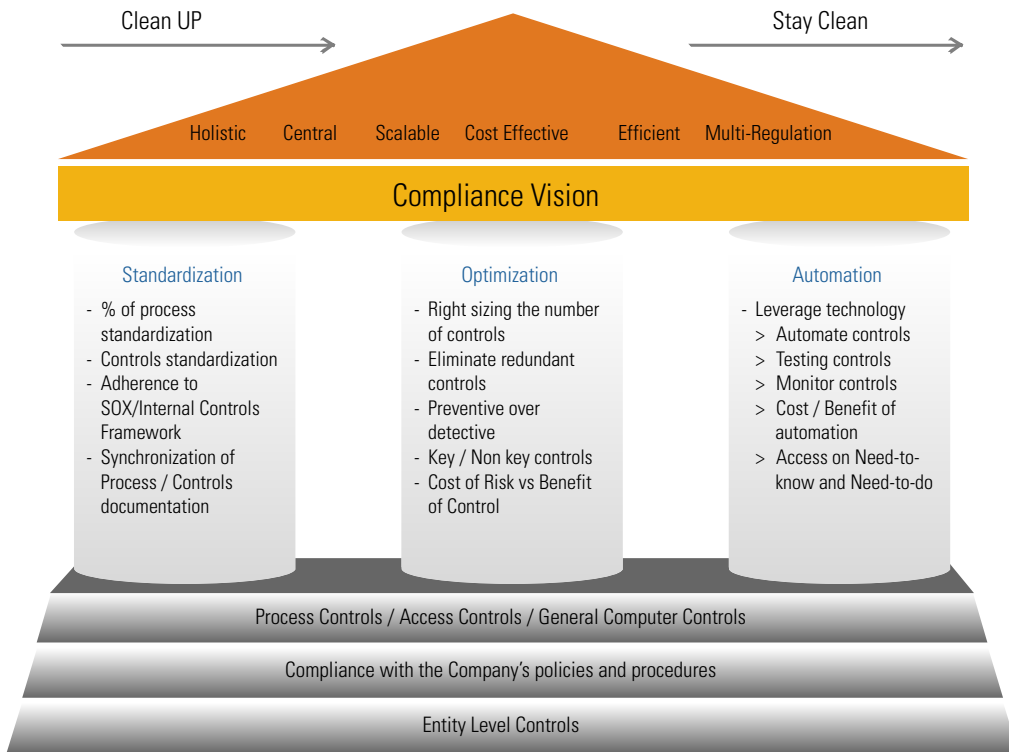 Clean UP
Stay Clean
Holistic Central Scalable Cost Effective Efficient Multi-Regulation
Compliance Vision
Standardization
- % of process
standardization
- Controls standardization
- Adherence to
SOX/Internal Controls
Framework
- Synchronization of
Process / Controls
documentation
Optimization
- Right sizing the number
of controls
- Eliminate redundant
controls
- Preventive over
detective
- Key / Non key controls
- Cost of Risk vs Benefit
of Control
Automation
- Leverage technology
> Automate controls
> Testing controls
> Monitor controls
> Cost / Benefit of
automation
> Access on Need-to-
know and Need-to-do
Process Controls / Access Controls / General Computer Controls
Compliance with the Company's policies and procedures
Entity Level Controls